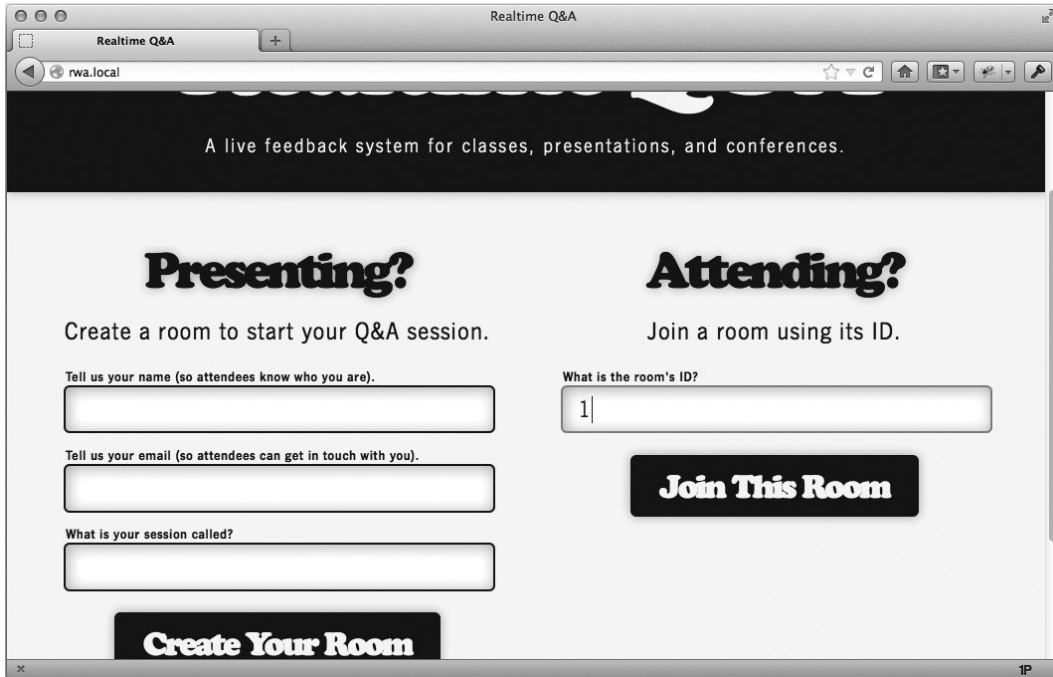 Realtime Q&A
Realtime Q&A
rwa.local
A live feedback system for classes, presentations, and conferences.
Presenting?
Create a room to start your Q&A session.
Tell us your name (so attendees know who you are).
Tell us your email (so attendees can get in touch with you).
What is your session called?
Create Your Room
Attending?
Join a room using its ID.
What is the room's ID?
1
Join This Room
1P